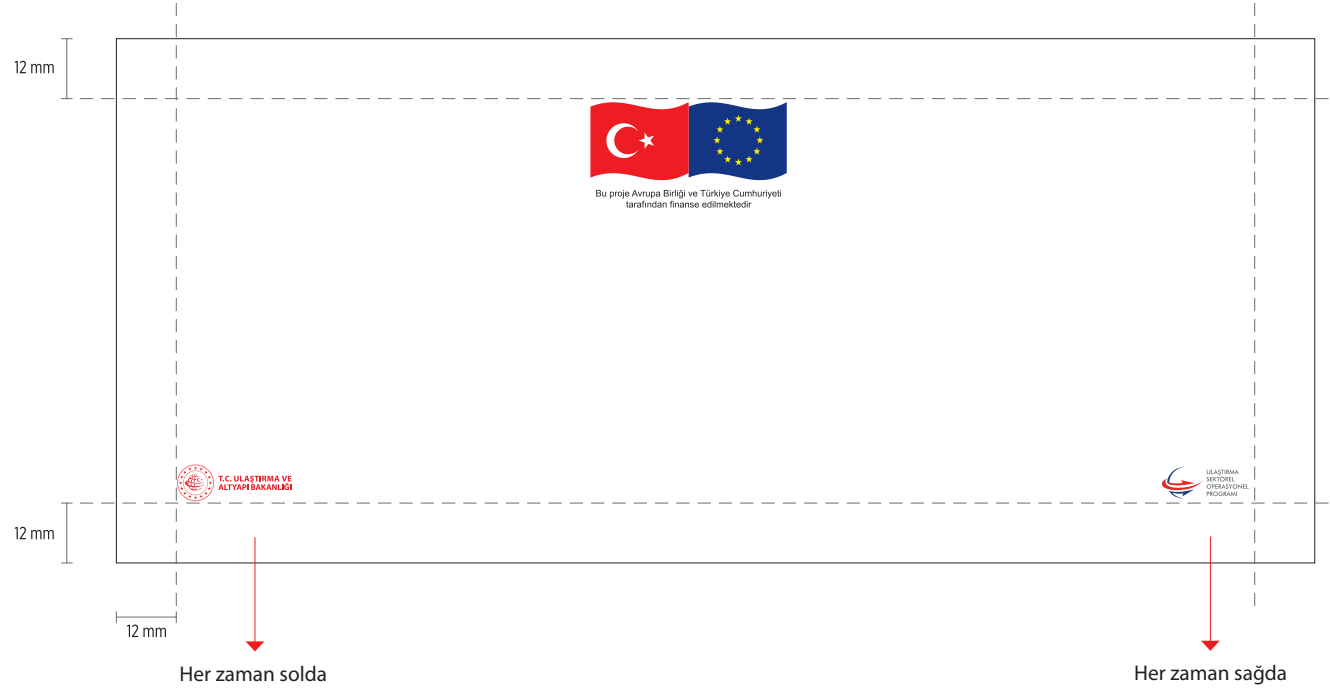 12 mm
Bu proje Avrupa Birliği ve Türkiye Cumhuriyeti
tarafından finanse edilmektedir
T.C. ULAŞTIRMA VE
ALTYAPI BAKANLIĞI
ULAŞTIRMA
SEKTÖREL
OPERASYONEL
PROGRAMI
12 mm
12 mm
Her zaman solda
Her zaman sağda